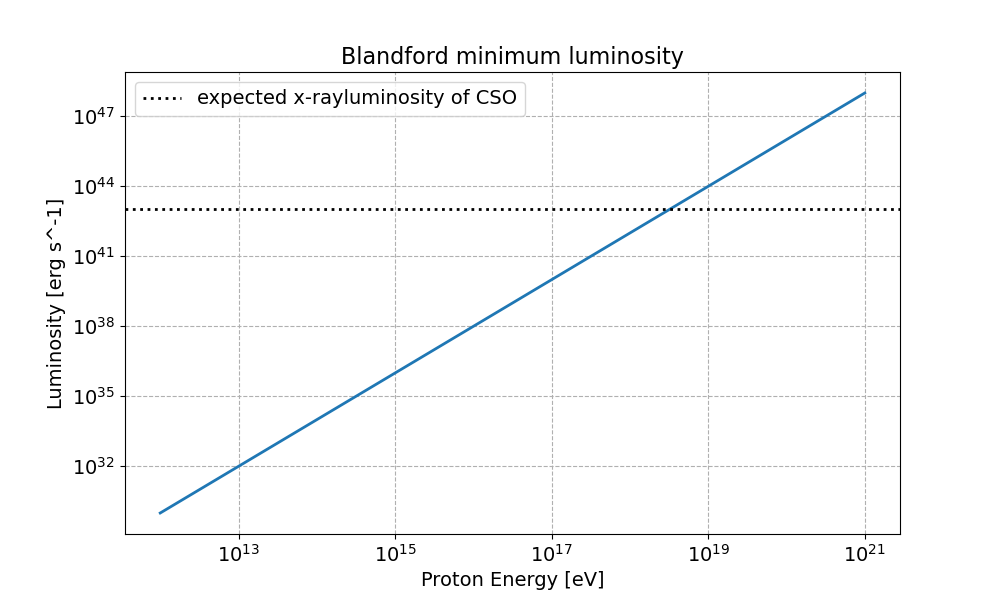 Blandford minimum luminosity
expected x-rayluminosity of CSO
Luminosity [erg s^-1]
10^47
10^44
10^41
10^38
10^35
10^32
10^13 10^15 10^17 10^19 10^21
Proton Energy [eV]